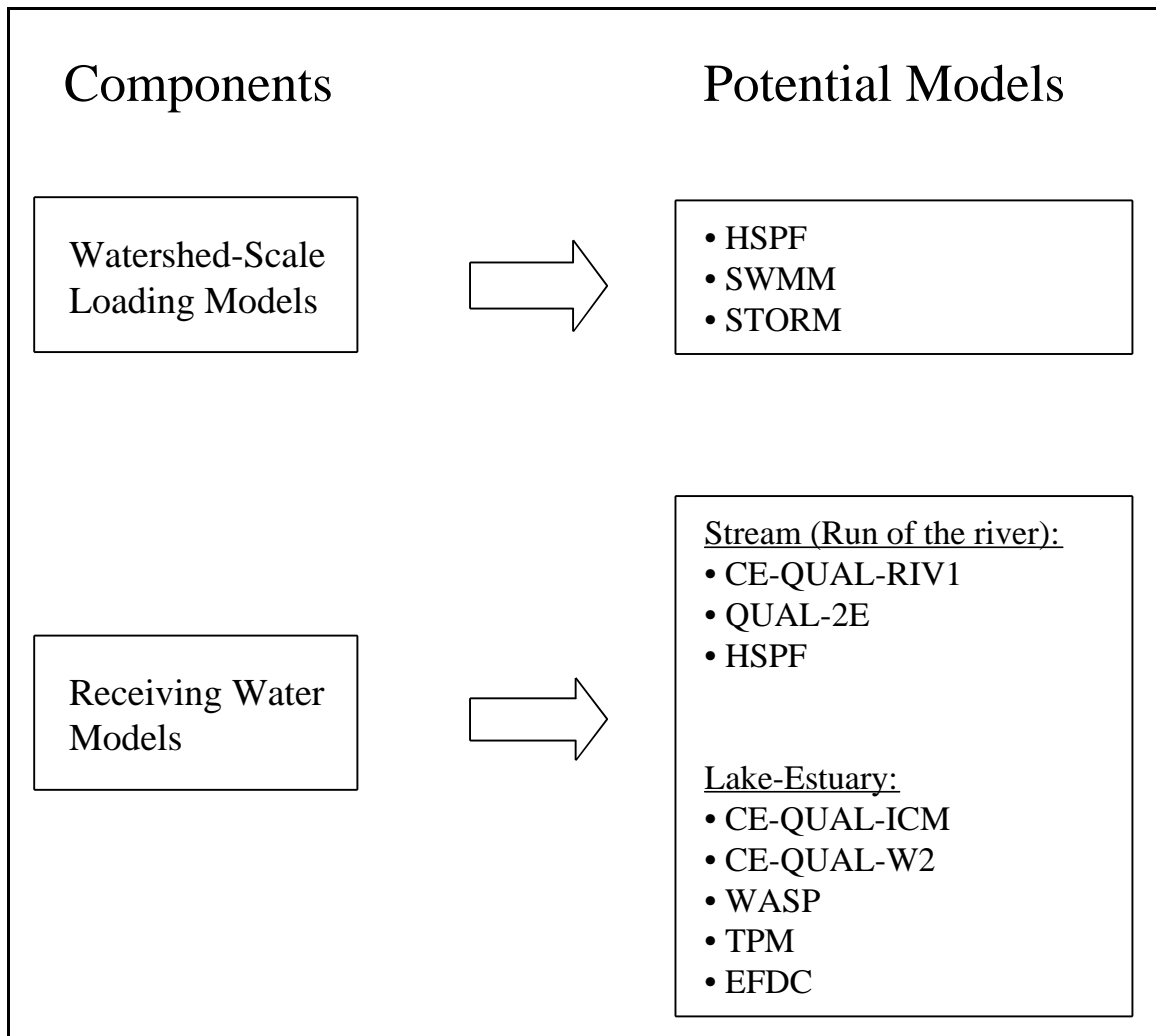 Components
Potential Models
Watershed-Scale
Loading Models
• HSPF
• SWMM
• STORM
Receiving Water
Models
Stream (Run of the river):
• CE-QUAL-RIV1
• QUAL-2E
• HSPF
Lake-Estuary:
• CE-QUAL-ICM
• CE-QUAL-W2
• WASP
• TPM
• EFDC